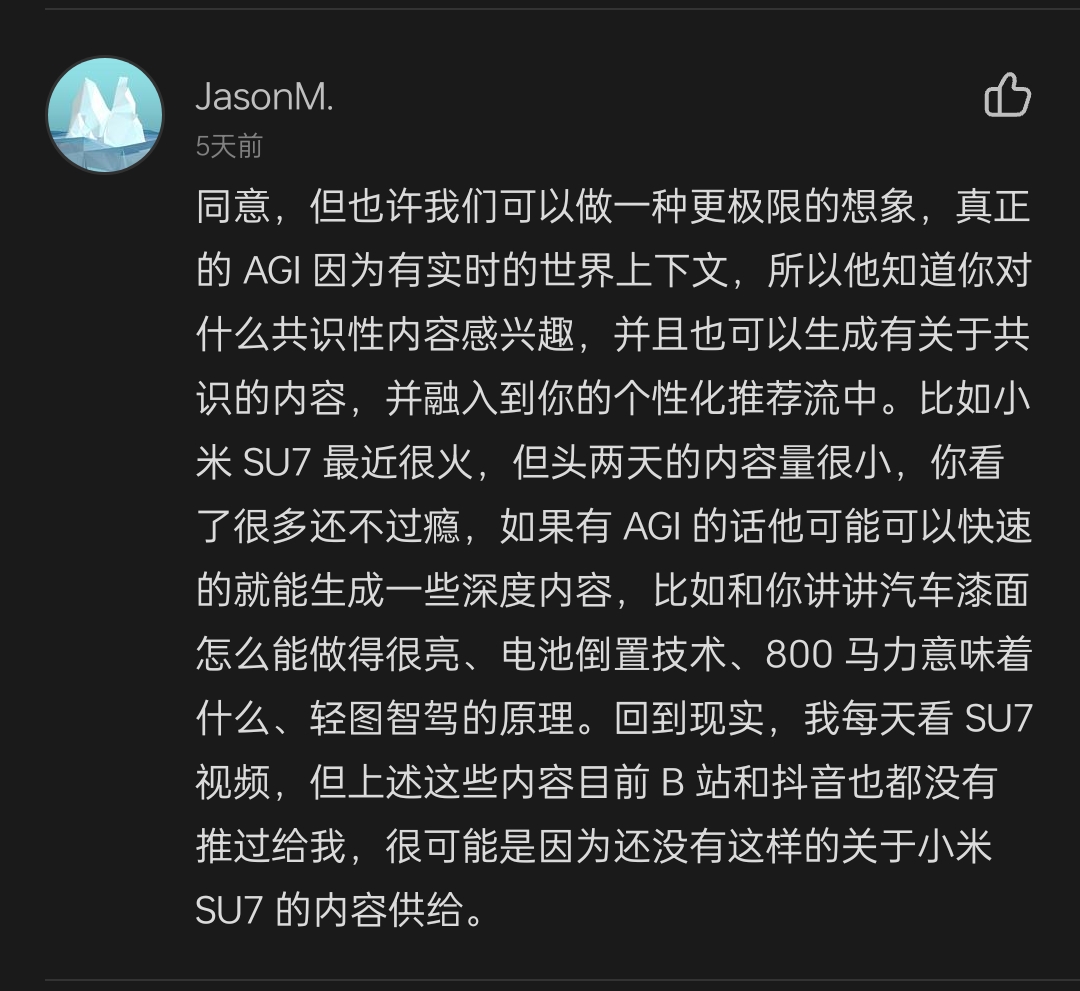 JasonM.
5天前
同意，但也许我们可以做一种更极限的想象，真正
的 AGI 因为有实时的世界上下文，所以他知道你对
什么共识性内容感兴趣，并且也可以生成有关于共
识的内容，并融入到你的个性化推荐流中。比如小
米 SU7 最近很火，但头两天的内容量很小，你看
了很多还不过瘾，如果有 AGI 的话他可能可以快速
的就能生成一些深度内容，比如和你讲讲汽车漆面
怎么能做得很亮、电池倒置技术、800 马力意味着
什么、轻图智驾的原理。回到现实，我每天看 SU7
视频，但上述这些内容目前 B 站和抖音也都没有
推过给我，很可能是因为还没有这样的关于小米
SU7 的内容供给。